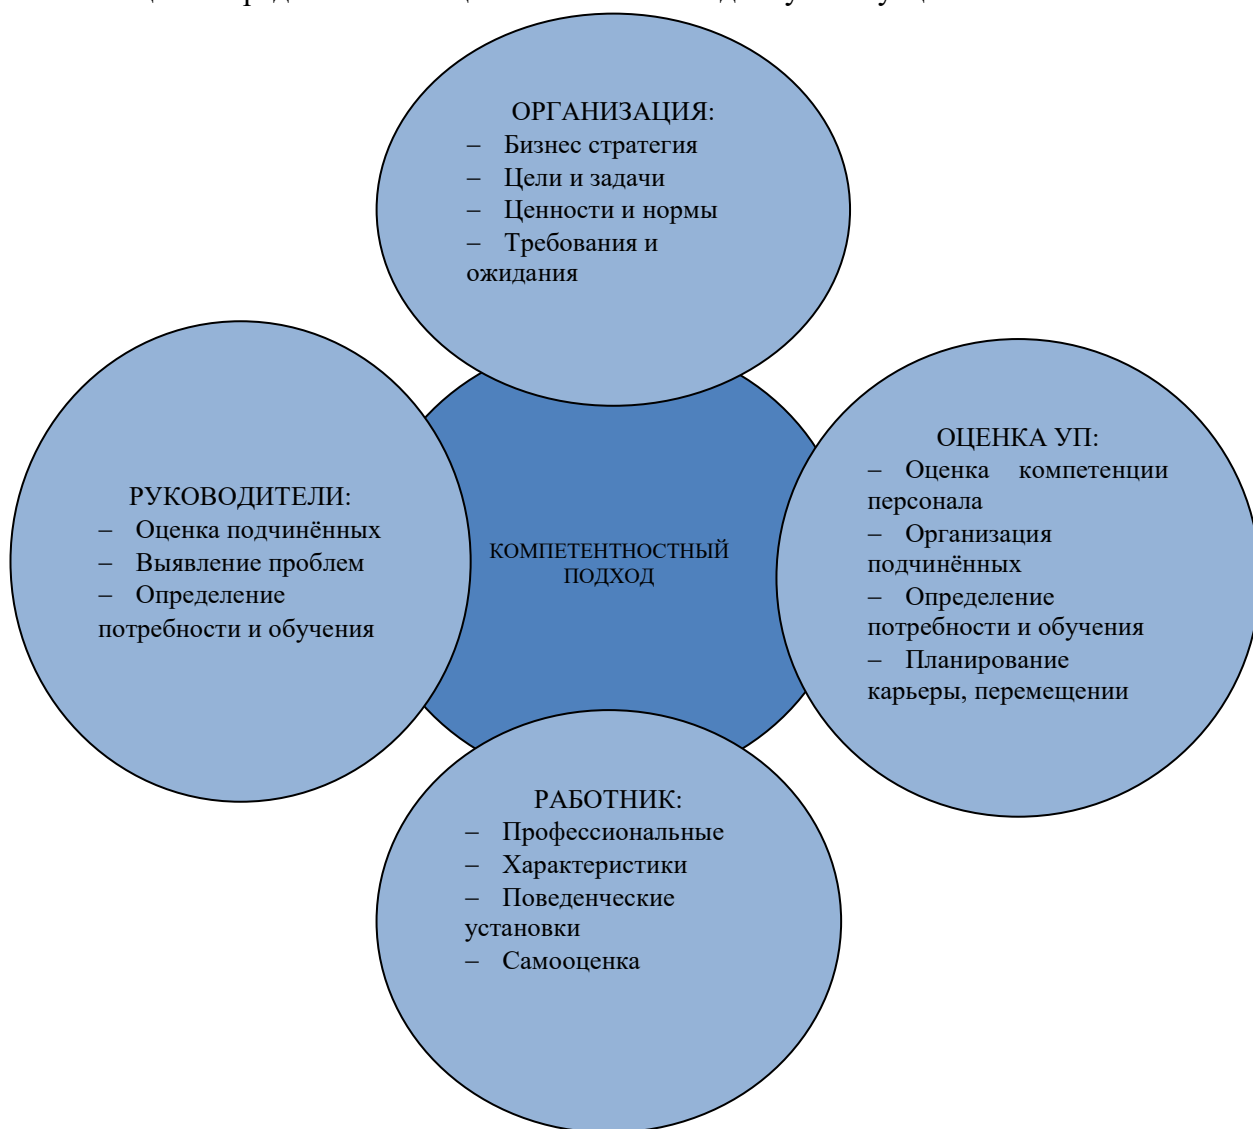 ОРГАНИЗАЦИЯ:
– Бизнес стратегия
– Цели и задачи
– Ценности и нормы
– Требования и
ожидания
РУКОВОДИТЕЛИ:
– Оценка подчинённых
– Выявление проблем
– Определение
потребности и обучения
КОМПЕТЕНТНОСТНЫЙ
ПОДХОД
ОЦЕНКА УП:
– Оценка компетенции
персонала
– Организация
подчинённых
– Определение
потребности и обучения
– Планирование
карьеры, перемещении
РАБОТНИК:
– Профессиональные
– Характеристики
– Поведенческие
установки
– Самооценка